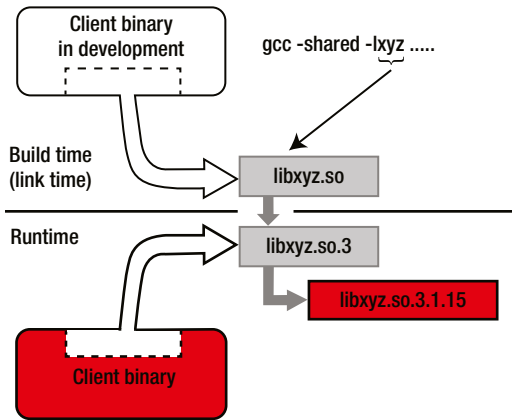 Client binary
in development
gcc -shared -lxyz .....
Build time
(link time)
libxyz.so
Runtime
libxyz.so.3
libxyz.so.3.1.15
Client binary